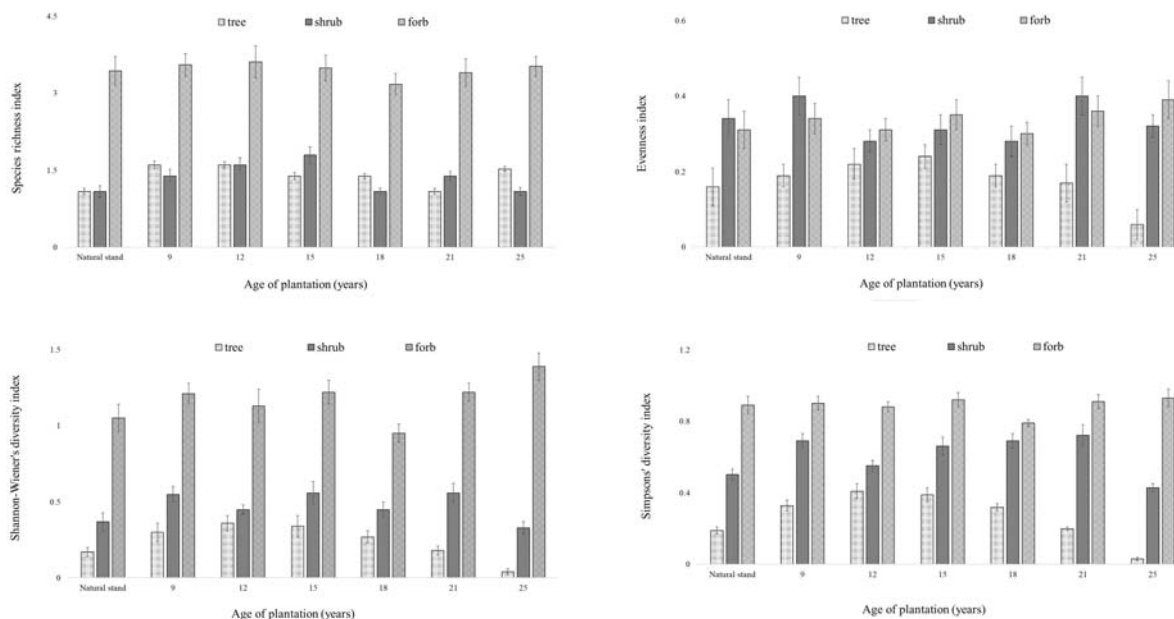 tree shrub forb
Species richness index
4.5
3
1.5
0
Natural stand 9 12 15 18 21 25
Age of plantation (years)
tree shrub forb
Evenness index
0.6
0.4
0.2
0
Natural stand 9 12 15 18 21 25
Age of plantation (years)
tree shrub forb
Shannon-Wiener's diversity index
1.5
1
0.5
0
Natural stand 9 12 15 18 21 25
Age of plantation (years)
tree shrub forb
Simpsons' diversity index
1.2
0.8
0.4
0
Natural stand 9 12 15 18 21 25
Age of plantation (years)